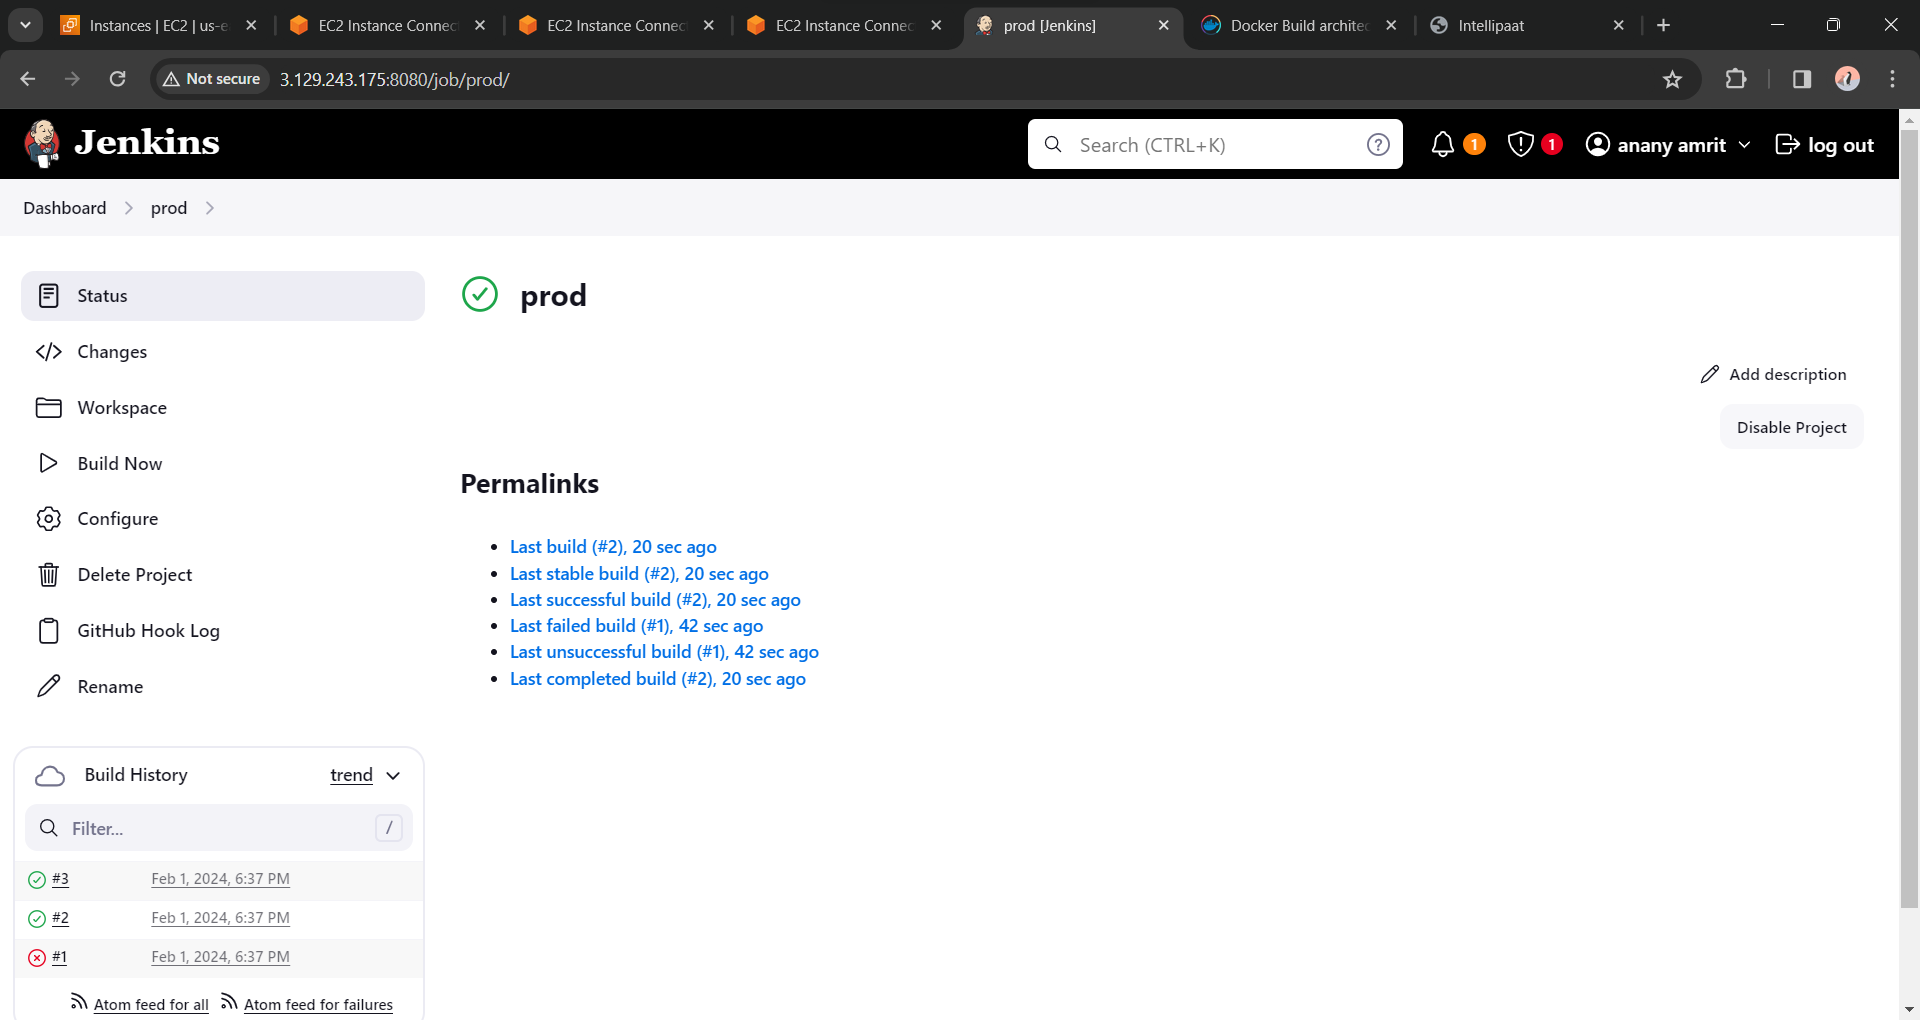 Instances | EC2 | us-e
EC2 Instance Connec
EC2 Instance Connec
EC2 Instance Connec
prod [Jenkins]
Docker Build architec
Intellipaat
Not secure
3.129.243.175:8080/job/prod/
Jenkins
Search (CTRL+K)
?
1
1
anany amrit
log out
Dashboard
prod
Status
Changes
Workspace
Build Now
Configure
Delete Project
GitHub Hook Log
Rename
prod
Add description
Disable Project
Permalinks
Last build (#2), 20 sec ago
Last stable build (#2), 20 sec ago
Last successful build (#2), 20 sec ago
Last failed build (#1), 42 sec ago
Last unsuccessful build (#1), 42 sec ago
Last completed build (#2), 20 sec ago
Build History
trend
Filter...
/
#3 Feb 1, 2024, 6:37 PM
#2 Feb 1, 2024, 6:37 PM
#1 Feb 1, 2024, 6:37 PM
Atom feed for all Atom feed for failures